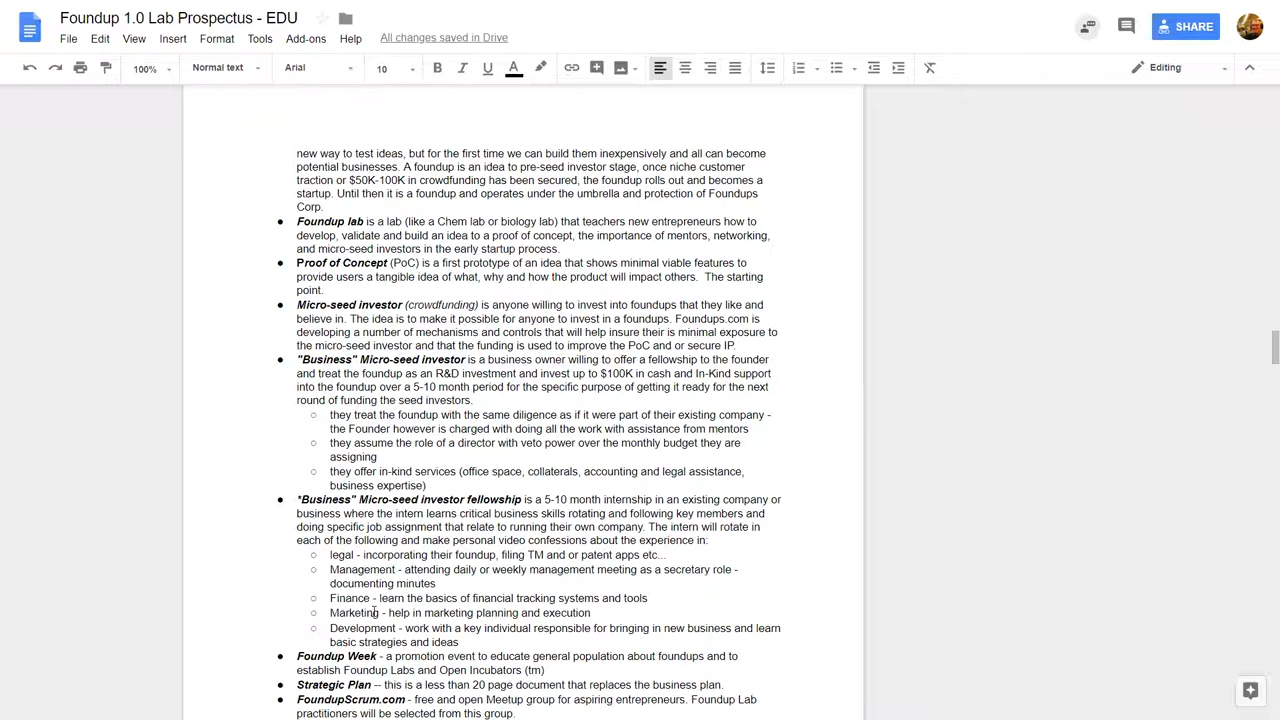 Foundup 1.0 Lab Prospectus - EDU
File Edit View Insert Format Tools Add-ons Help All changes saved in Drive
SHARE
100% Normal text Arial 10 B I U A Editing
new way to test ideas, but for the first time we can build them inexpensively and all can become
potential businesses. A foundup is an idea to pre-seed investor stage, once niche customer
traction or $50K-100K in crowdfunding has been secured, the foundup rolls out and becomes a
startup. Until then it is a foundup and operates under the umbrella and protection of Foundups
Corp.
● Foundup lab is a lab (like a Chem lab or biology lab) that teachers new entrepreneurs how to
develop, validate and build an idea to a proof of concept, the importance of mentors, networking,
and micro-seed investors in the early startup process.
● Proof of Concept (PoC) is a first prototype of an idea that shows minimal viable features to
provide users a tangible idea of what, why and how the product will impact others. The starting
point.
● Micro-seed investor (crowdfunding) is anyone willing to invest into foundups that they like and
believe in. The idea is to make it possible for anyone to invest in a foundups. Foundups.com is
developing a number of mechanisms and controls that will help insure their is minimal exposure to
the micro-seed investor and that the funding is used to improve the PoC and or secure IP.
● "Business" Micro-seed investor is a business owner willing to offer a fellowship to the founder
and treat the foundup as an R&D investment and invest up to $100K in cash and In-Kind support
into the foundup over a 5-10 month period for the specific purpose of getting it ready for the next
round of funding the seed investors.
○ they treat the foundup with the same diligence as if it were part of their existing company -
the Founder however is charged with doing all the work with assistance from mentors
○ they assume the role of a director with veto power over the monthly budget they are
assigning
○ they offer in-kind services (office space, collaterals, accounting and legal assistance,
business expertise)
● *Business" Micro-seed investor fellowship is a 5-10 month internship in an existing company or
business where the intern learns critical business skills rotating and following key members and
doing specific job assignment that relate to running their own company. The intern will rotate in
each of the following and make personal video confessions about the experience in:
○ legal - incorporating their foundup, filing TM and or patent apps etc...
○ Management - attending daily or weekly management meeting as a secretary role -
documenting minutes
○ Finance - learn the basics of financial tracking systems and tools
○ Marketing - help in marketing planning and execution
○ Development - work with a key individual responsible for bringing in new business and learn
basic strategies and ideas
● Foundup Week - a promotion event to educate general population about foundups and to
establish Foundup Labs and Open Incubators (tm)
● Strategic Plan -- this is a less than 20 page document that replaces the business plan.
● FoundupScrum.com - free and open Meetup group for aspiring entrepreneurs. Foundup Lab
practitioners will be selected from this group.